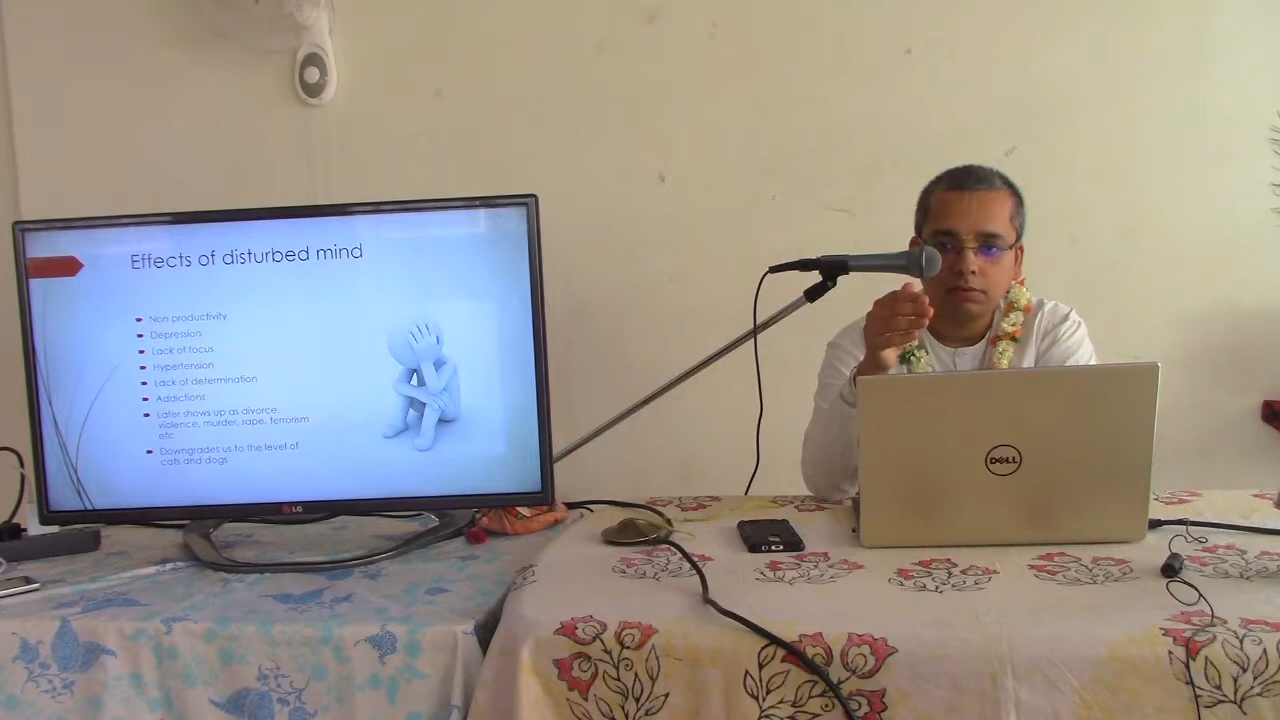 Effects of disturbed mind
Non productivity
Depression
Lack of focus
Hypertension
Lack of determination
Addictions
Later shows up as divorce,
violence, murder, rape, terrorism
etc
Downgrades us to the level of
cats and dogs
LG
DELL